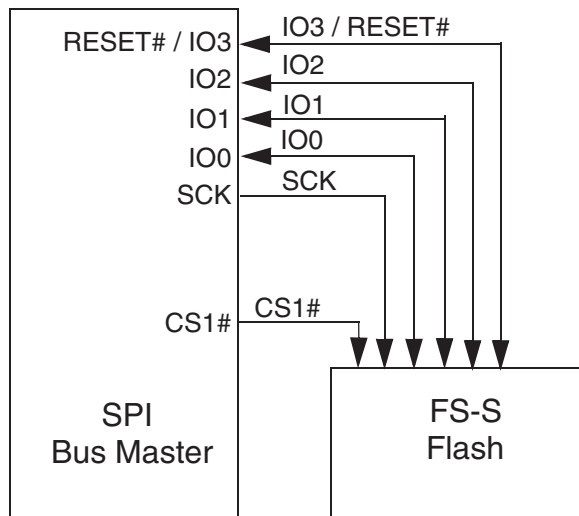 RESET# / IO3
IO3 / RESET#
IO2
IO2
IO1
IO1
IO0
IO0
SCK
SCK
CS1#
CS1#
SPI
Bus Master
FS-S
Flash